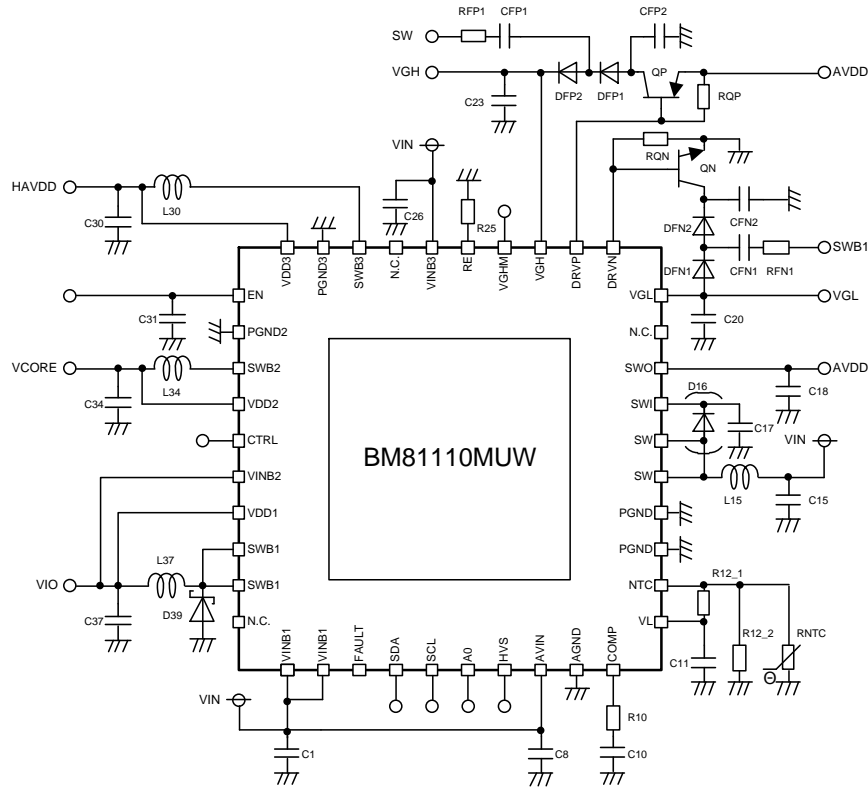 RFP1 CFP1 CFP2
SW
VGH QP AVDD
DFP2 DFP1 RQP
C23
VIN RQN QN
HAVDD
L30
C30 C26 R25 DFN2 CFN2
SWB1
DFN1 CFN1 RFN1
VDD3 PGND3 SWB3 N.C. VINB3 RE VGHM VGH DRVP DRVN
EN VGL VGL
C31 C20
PGND2 N.C.
VCORE SWB2 SWO AVDD
L34 D16 C18
C34 VDD2 SWI
C17 VIN
CTRL SW
BM81110MUW
VINB2 SW
L15 C15
VDD1 PGND
L37 SWB1 PGND
VIO SWB1 NTC R12_1
C37 D39 R12_2 RNTC
N.C. VL
C11
VINB1 VINB1 FAULT SDA SCL A0 HVS AVIN AGND COMP
VIN
R10
C1 C8 C10